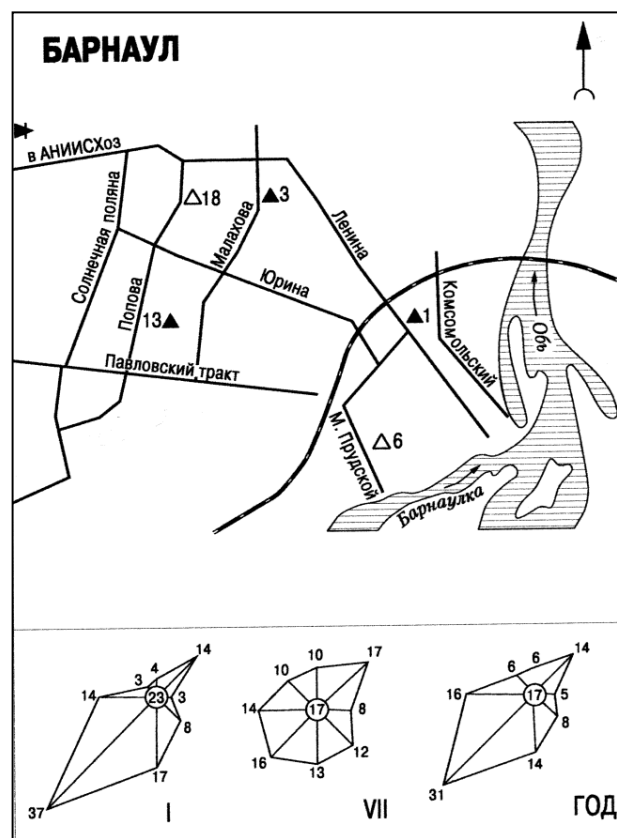 БАРНАУЛ
в АНИИСХоз
Солнечная поляна
△18
▲3
Малахова
Ленина
Юрина
Попова
13▲
Комсомольский
▲1
Обь
Павловский тракт
М. Прудской
△6
Барнаулка
14
4
3
14
23
3
8
17
37
I
17
10
10
14
17
8
12
16
13
VII
14
6
6
16
17
5
8
14
31
ГОД